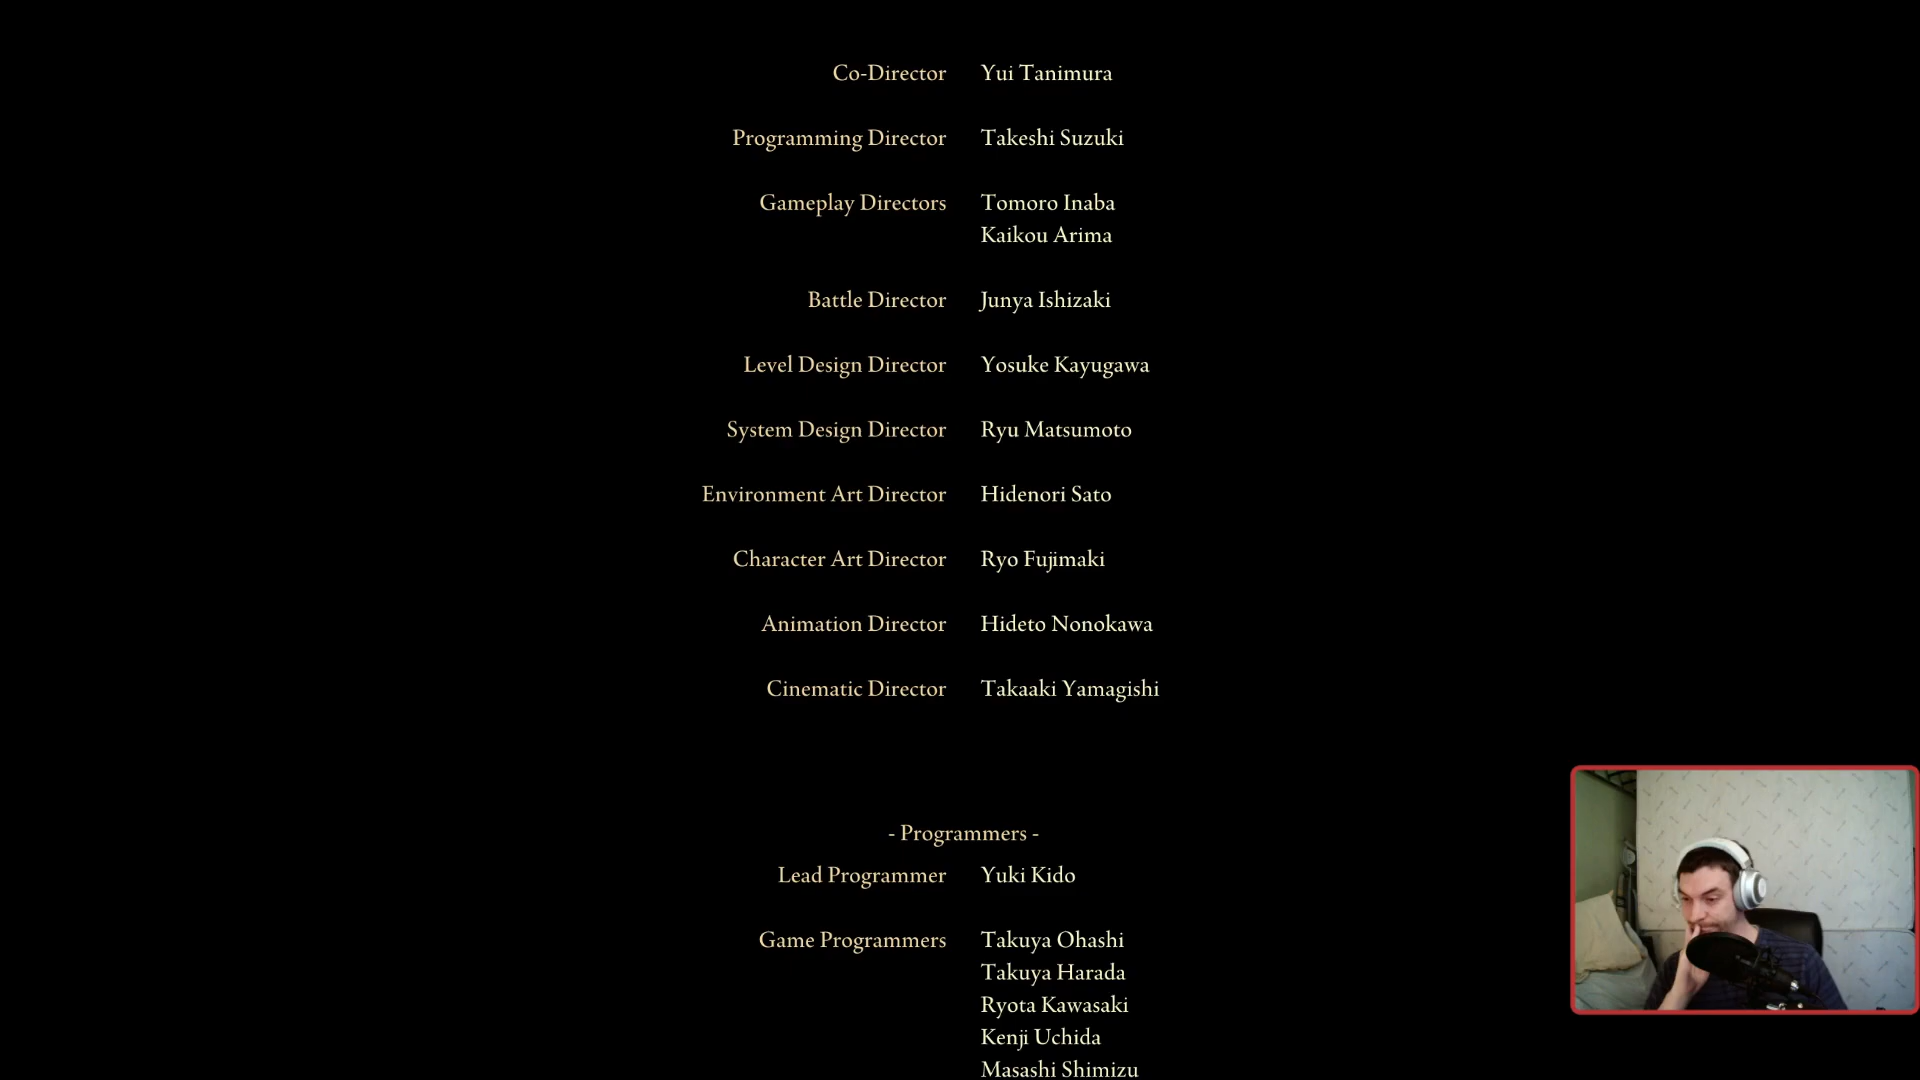 Co-Director Yui Tanimura
Programming Director Takeshi Suzuki
Gameplay Directors Tomoro Inaba
Kaikou Arima
Battle Director Junya Ishizaki
Level Design Director Yosuke Kayugawa
System Design Director Ryu Matsumoto
Environment Art Director Hidenori Sato
Character Art Director Ryo Fujimaki
Animation Director Hideto Nonokawa
Cinematic Director Takaaki Yamagishi
- Programmers -
Lead Programmer Yuki Kido
Game Programmers Takuya Ohashi
Takuya Harada
Ryota Kawasaki
Kenji Uchida
Masashi Shimizu